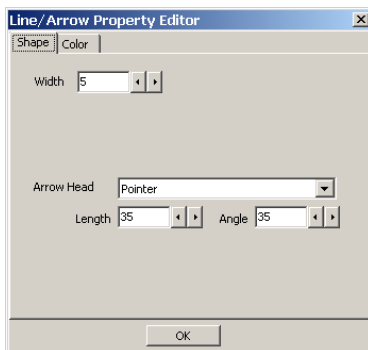 Line/Arrow Property Editor
Shape Color
Width 5
Arrow Head Pointer
Length 35 Angle 35
OK